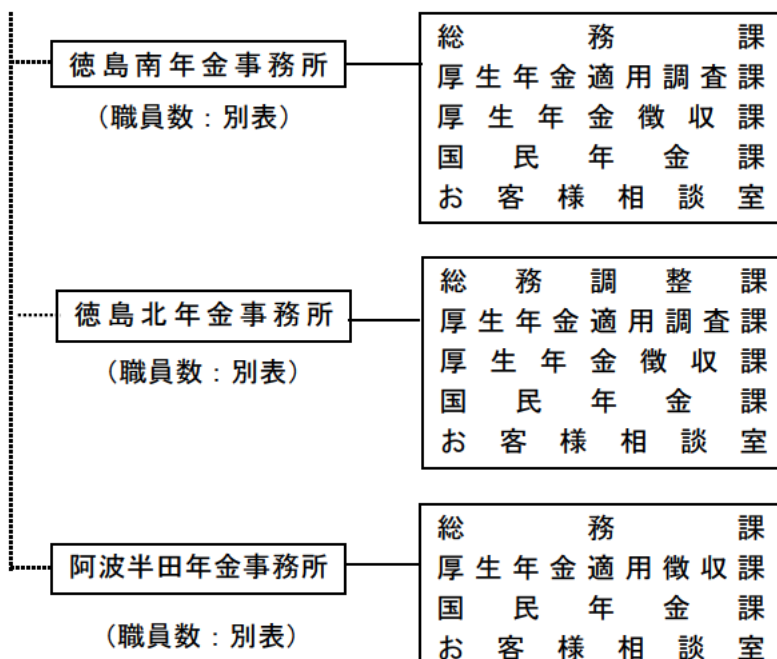 徳島南年金事務所
(職員数：別表)
総務課
厚生年金適用調査課
厚生年金徴収課
国民年金課
お客様相談室
徳島北年金事務所
(職員数：別表)
総務調整課
厚生年金適用調査課
厚生年金徴収課
国民年金課
お客様相談室
阿波半田年金事務所
(職員数：別表)
総務課
厚生年金適用徴収課
国民年金課
お客様相談室